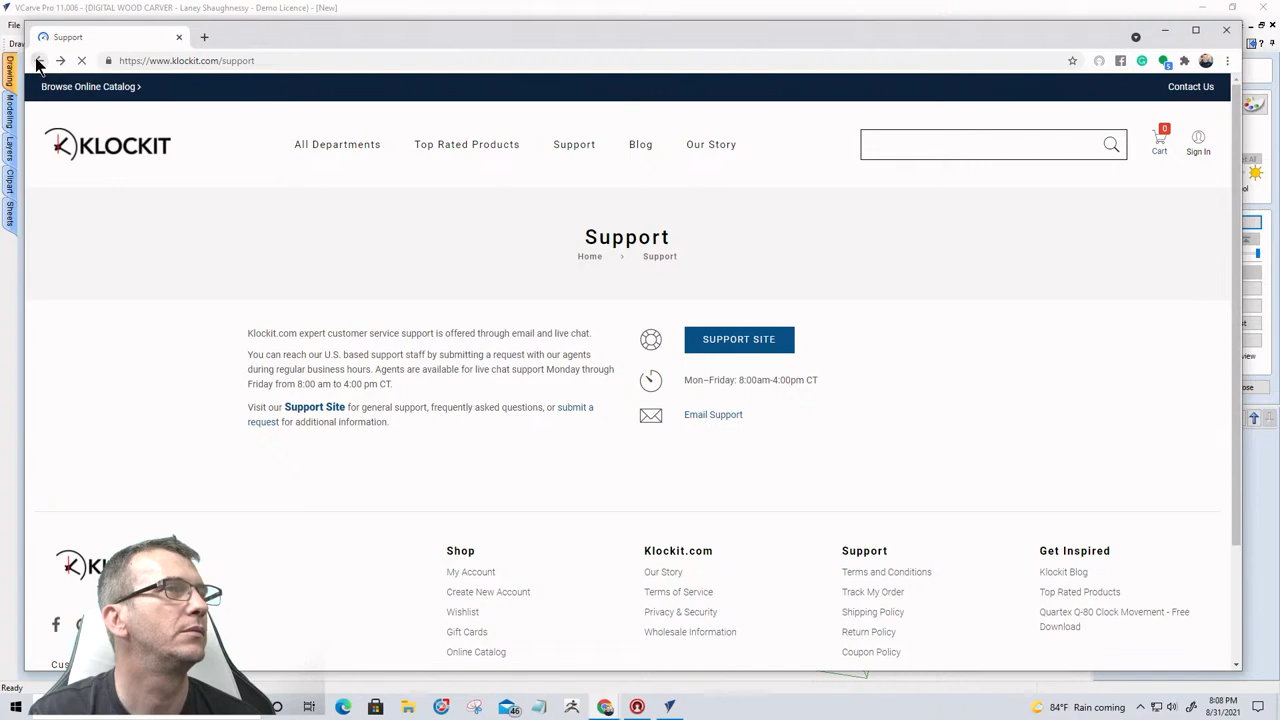 VCarve Pro 11.006 - {DIGITAL WOOD CARVER - Laney Shaughnessy - Demo Licence} - [New]
File
Support
https://www.klockit.com/support
Browse Online Catalog >
Contact Us
Drawing
Modeling
Layers
Clipart
Sheets
KLOCKIT
All Departments
Top Rated Products
Support
Blog
Our Story
0
Cart
Sign In
Support
Home > Support
Klockit.com expert customer service support is offered through email and live chat.
You can reach our U.S. based support staff by submitting a request with our agents
during regular business hours. Agents are available for live chat support Monday through
Friday from 8:00 am to 4:00 pm CT.
Visit our Support Site for general support, frequently asked questions, or submit a
request for additional information.
SUPPORT SITE
Mon–Friday: 8:00am-4:00pm CT
Email Support
Shop
My Account
Create New Account
Wishlist
Gift Cards
Online Catalog
Klockit.com
Our Story
Terms of Service
Privacy & Security
Wholesale Information
Support
Terms and Conditions
Track My Order
Shipping Policy
Return Policy
Coupon Policy
Get Inspired
Klockit Blog
Top Rated Products
Quartex Q-80 Clock Movement - Free
Download
Ready
46
84°F Rain coming
8:08 PM
8/31/2021